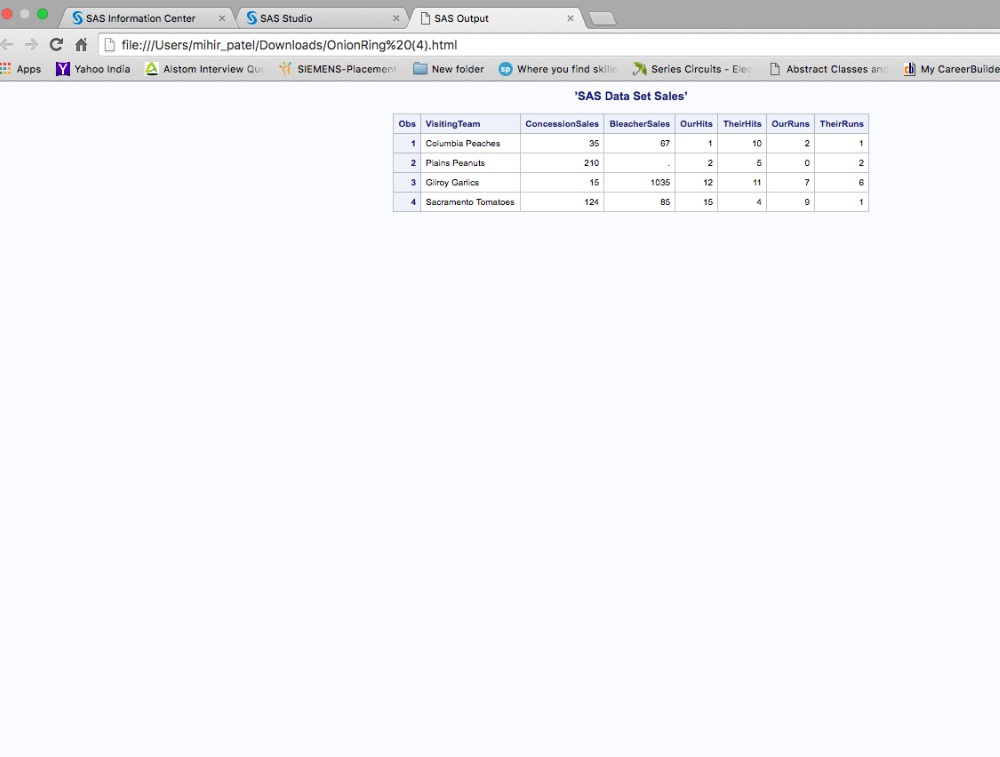 SAS Information Center
SAS Studio
SAS Output
file:///Users/mihir_patel/Downloads/OnionRing%20(4).html
Apps Yahoo India Alstom Interview Que SIEMENS-Placement New folder Where you find skille Series Circuits - Elec Abstract Classes and My CareerBuilde
'SAS Data Set Sales'
Obs VisitingTeam ConcessionSales BleacherSales OurHits TheirHits OurRuns TheirRuns
1 Columbia Peaches 35 67 1 10 2 1
2 Plains Peanuts 210 . 2 5 0 2
3 Gilroy Garlics 15 1035 12 11 7 6
4 Sacramento Tomatoes 124 85 15 4 9 1